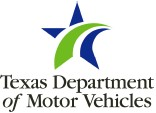 Texas Department
of Motor Vehicles